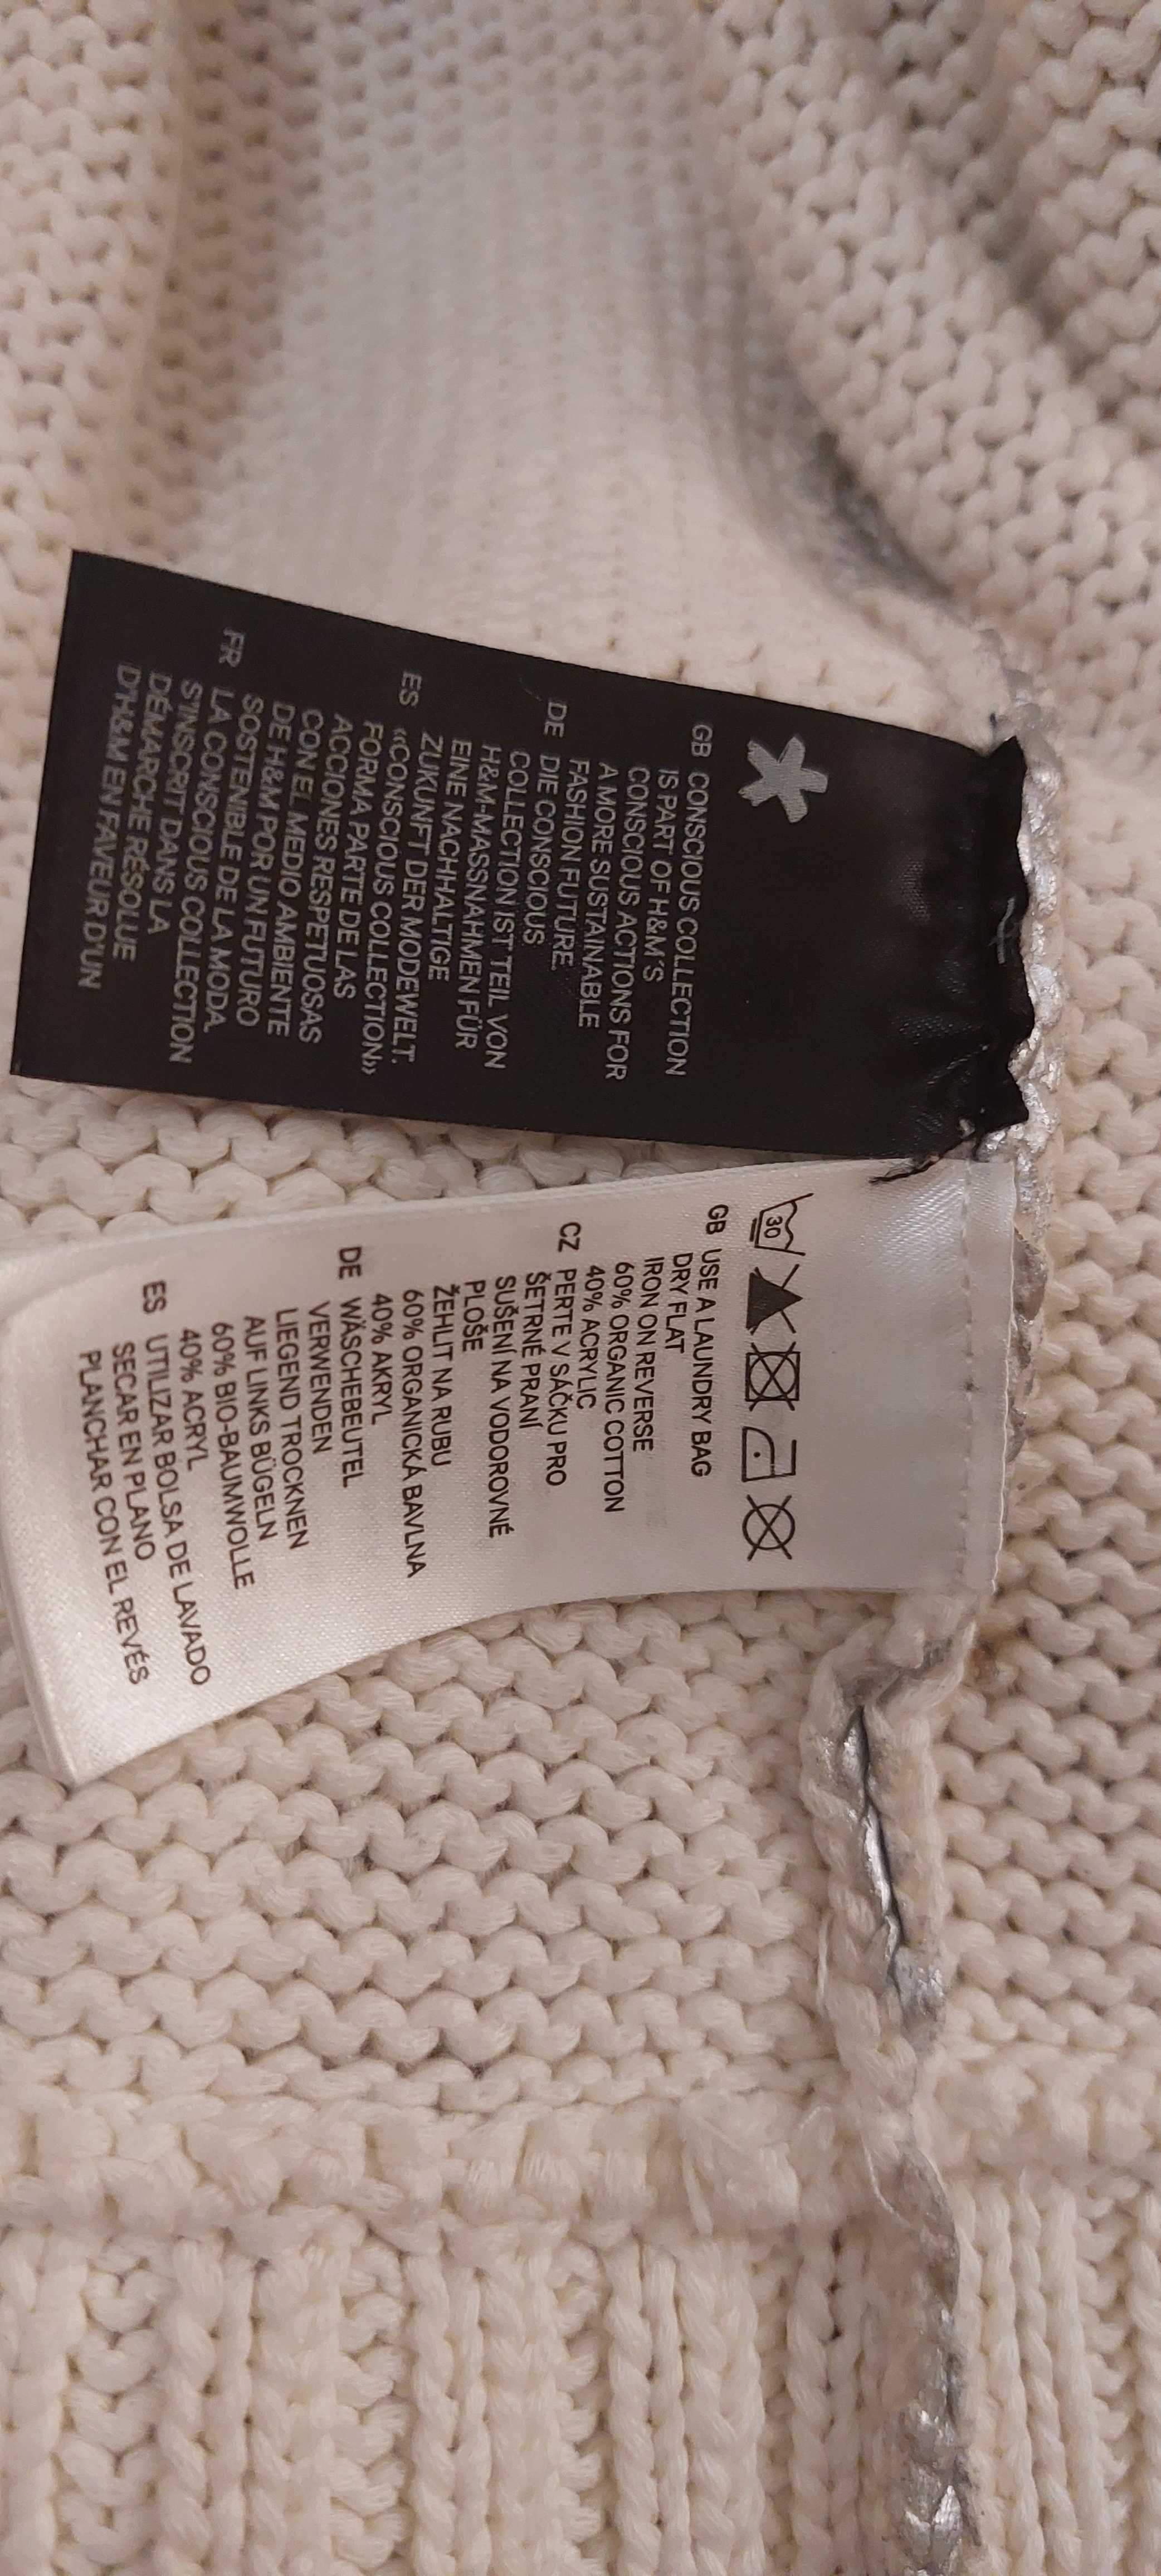 GB CONSCIOUS COLLECTION
IS PART OF H&M'S
CONSCIOUS ACTIONS FOR
A MORE SUSTAINABLE
FASHION FUTURE.
DE DIE CONSCIOUS
COLLECTION IST TEIL VON
H&M-MASSNAHMEN FÜR
EINE NACHHALTIGE
ZUKUNFT DER MODEWELT.
ES «CONSCIOUS COLLECTION»
FORMA PARTE DE LAS
ACCIONES RESPETUOSAS
CON EL MEDIO AMBIENTE
DE H&M POR UN FUTURO
SOSTENIBLE DE LA MODA.
FR LA CONSCIOUS COLLECTION
S'INSCRIT DANS LA
DÉMARCHE RÉSOLUE
D'H&M EN FAVEUR D'UN
30
GB USE A LAUNDRY BAG
DRY FLAT
IRON ON REVERSE
60% ORGANIC COTTON
40% ACRYLIC
CZ PERTE V SÁČKU PRO
ŠETRNÉ PRANÍ
SUŠENÍ NA VODOROVNÉ
PLOŠE
ŽEHLIT NA RUBU
60% ORGANICKÁ BAVLNA
40% AKRYL
DE WÄSCHEBEUTEL
VERWENDEN
LIEGEND TROCKNEN
AUF LINKS BÜGELN
60% BIO-BAUMWOLLE
40% ACRYL
ES UTILIZAR BOLSA DE LAVADO
SECAR EN PLANO
PLANCHAR CON EL REVÉS